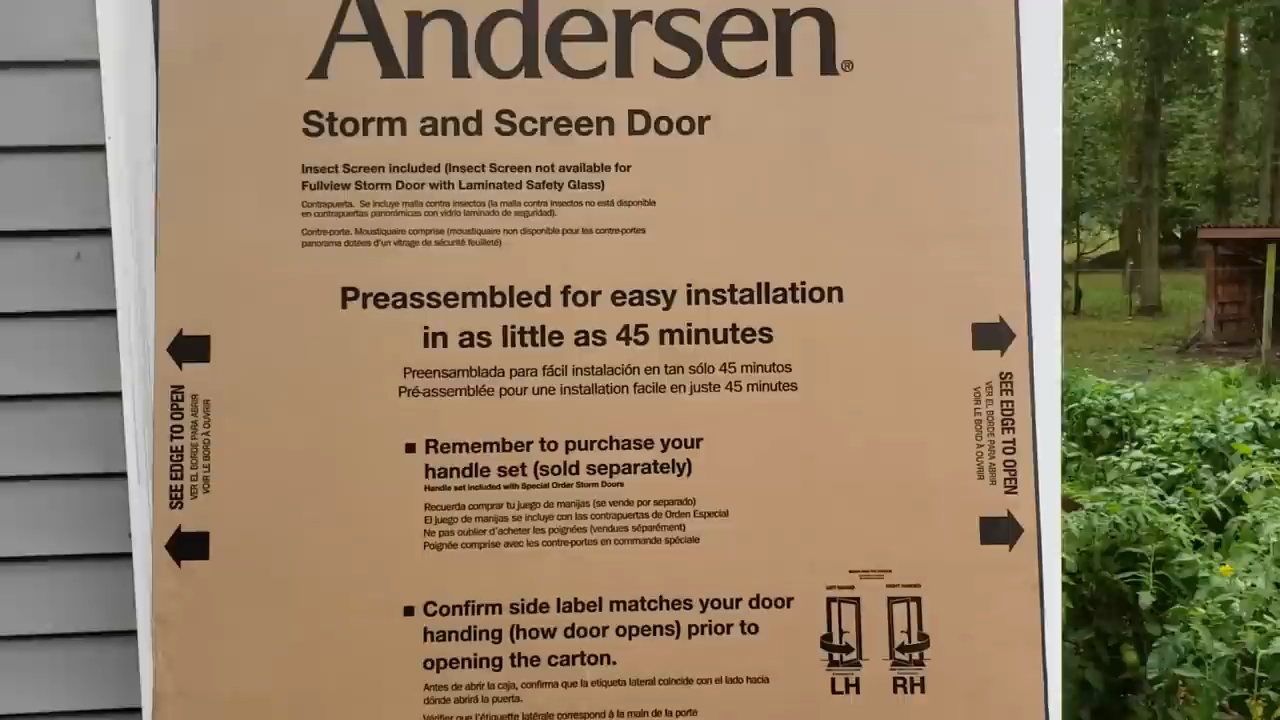 Andersen®
Storm and Screen Door
Insect Screen included (Insect Screen not available for
Fullview Storm Door with Laminated Safety Glass)
Contrapuerta. Se incluye malla contra insectos (la malla contra insectos no está disponible
en contrapuertas panorámicas con vidrio laminado de seguridad).
Contre-porte. Moustiquaire comprise (moustiquaire non disponible pour les contre-portes
panorama dotées d'un vitrage de sécurité feuilleté)
Preassembled for easy installation
in as little as 45 minutes
Preensamblada para fácil instalación en tan sólo 45 minutos
Pré-assemblée pour une installation facile en juste 45 minutes
SEE EDGE TO OPEN
VER EL BORDE PARA ABRIR
VOIR LE BORD À OUVRIR
SEE EDGE TO OPEN
VER EL BORDE PARA ABRIR
VOIR LE BORD À OUVRIR
■ Remember to purchase your
handle set (sold separately)
Handle set included with Special Order Storm Doors
Recuerda comprar tu juego de manijas (se vende por separado)
El juego de manijas se incluye con las contrapuertas de Orden Especial
Ne pas oublier d'acheter les poignées (vendues séparément)
Poignée comprise avec les contre-portes en commande spéciale
■ Confirm side label matches your door
handing (how door opens) prior to
opening the carton.
Antes de abrir la caja, confirma que la etiqueta lateral coincide con el lado hacia
dónde abrirá la puerta.
Vérifier que l'étiquette latérale correspond à la main de la porte
LH RH